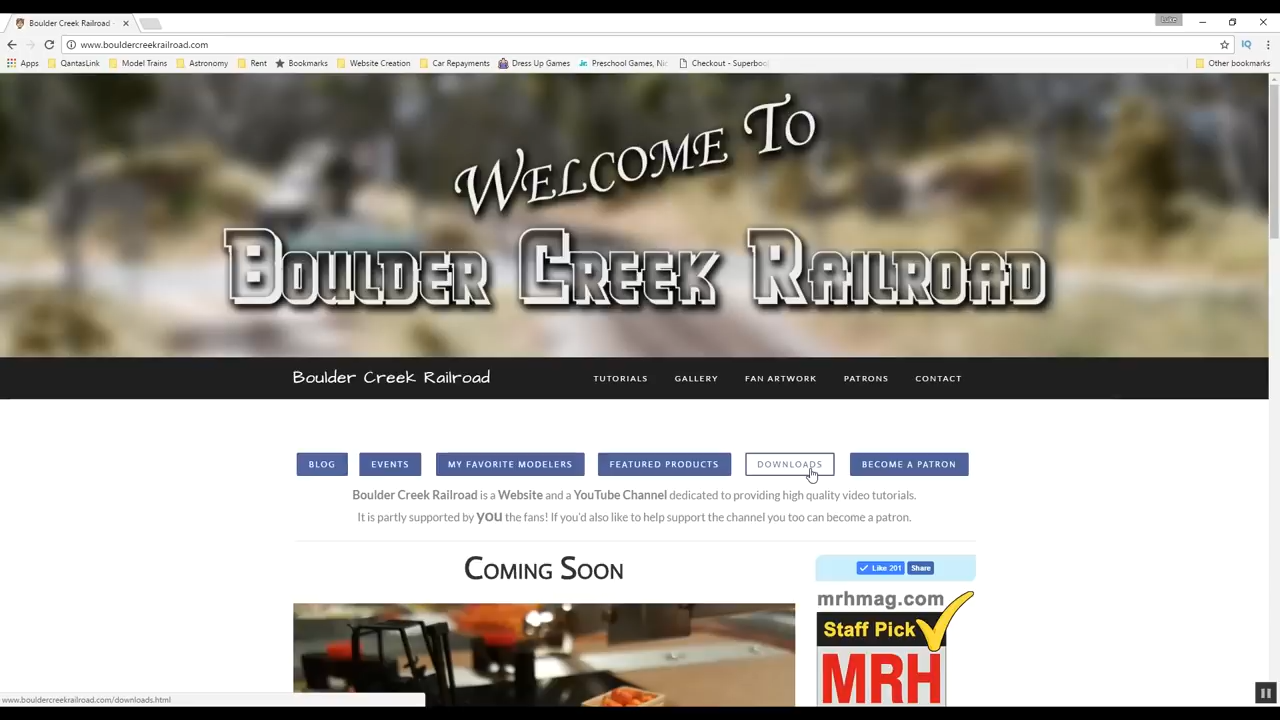 Boulder Creek Railroad -
Luke
www.bouldercreekrailroad.com
Apps QantasLink Model Trains Astronomy Rent Bookmarks Website Creation Car Repayments Dress Up Games Preschool Games, Nic Checkout - Superboo Other bookmarks
WELCOME TO
BOULDER CREEK RAILROAD
Boulder Creek Railroad TUTORIALS GALLERY FAN ARTWORK PATRONS CONTACT
BLOG EVENTS MY FAVORITE MODELERS FEATURED PRODUCTS DOWNLOADS BECOME A PATRON
Boulder Creek Railroad is a Website and a YouTube Channel dedicated to providing high quality video tutorials.
It is partly supported by you the fans! If you'd also like to help support the channel you too can become a patron.
COMING SOON
Like 201 Share
mrhmag.com
Staff Pick
MRH
www.bouldercreekrailroad.com/downloads.html